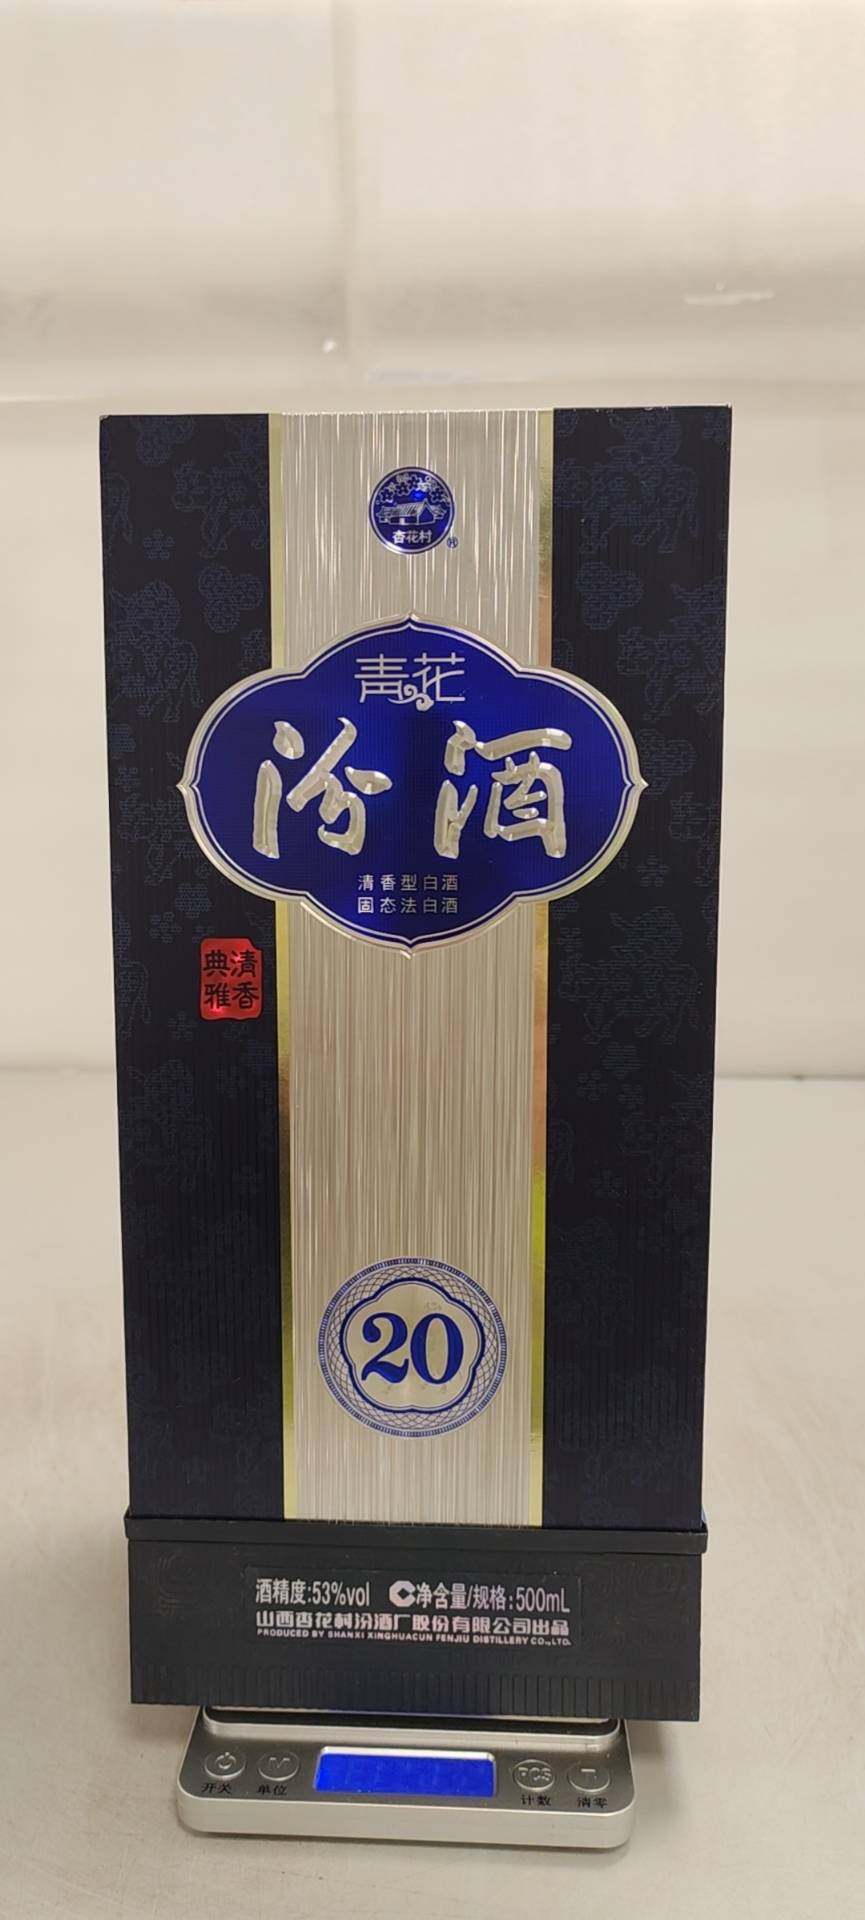 杏花村
®
青花
汾酒
清香型白酒
固态法白酒
清香
典雅
20
酒精度:53%vol C净含量/规格:500mL
山西杏花村汾酒厂股份有限公司出品
PRODUCED BY SHANXI XINGHUACUN FENJIU DISTILLERY CO.,LTD.
M PCS T
开关 单位 计数 清零